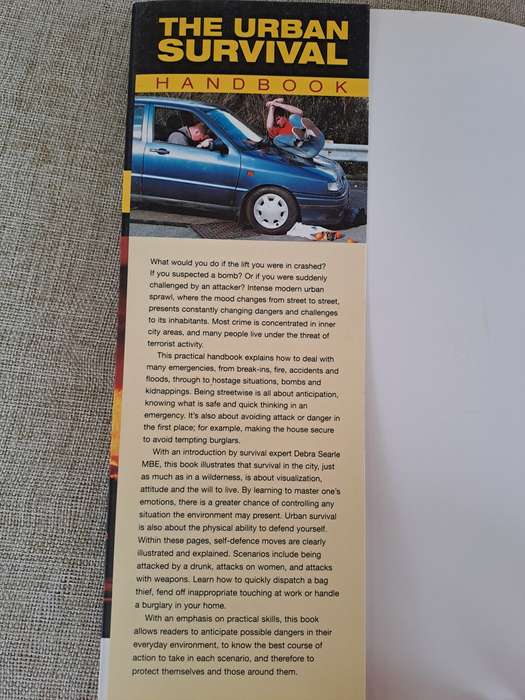 THE URBAN
SURVIVAL
HANDBOOK
What would you do if the lift you were in crashed?
If you suspected a bomb? Or if you were suddenly
challenged by an attacker? Intense modern urban
sprawl, where the mood changes from street to street,
presents constantly changing dangers and challenges
to its inhabitants. Most crime is concentrated in inner
city areas, and many people live under the threat of
terrorist activity.
This practical handbook explains how to deal with
many emergencies, from break-ins, fire, accidents and
floods, through to hostage situations, bombs and
kidnappings. Being streetwise is all about anticipation,
knowing what is safe and quick thinking in an
emergency. It's also about avoiding attack or danger in
the first place; for example, making the house secure
to avoid tempting burglars.
With an introduction by survival expert Debra Searle
MBE, this book illustrates that survival in the city, just
as much as in a wilderness, is about visualization,
attitude and the will to live. By learning to master one's
emotions, there is a greater chance of controlling any
situation the environment may present. Urban survival
is also about the physical ability to defend yourself.
Within these pages, self-defence moves are clearly
illustrated and explained. Scenarios include being
attacked by a drunk, attacks on women, and attacks
with weapons. Learn how to quickly dispatch a bag
thief, fend off inappropriate touching at work or handle
a burglary in your home.
With an emphasis on practical skills, this book
allows readers to anticipate possible dangers in their
everyday environment, to know the best course of
action to take in each scenario, and therefore to
protect themselves and those around them.